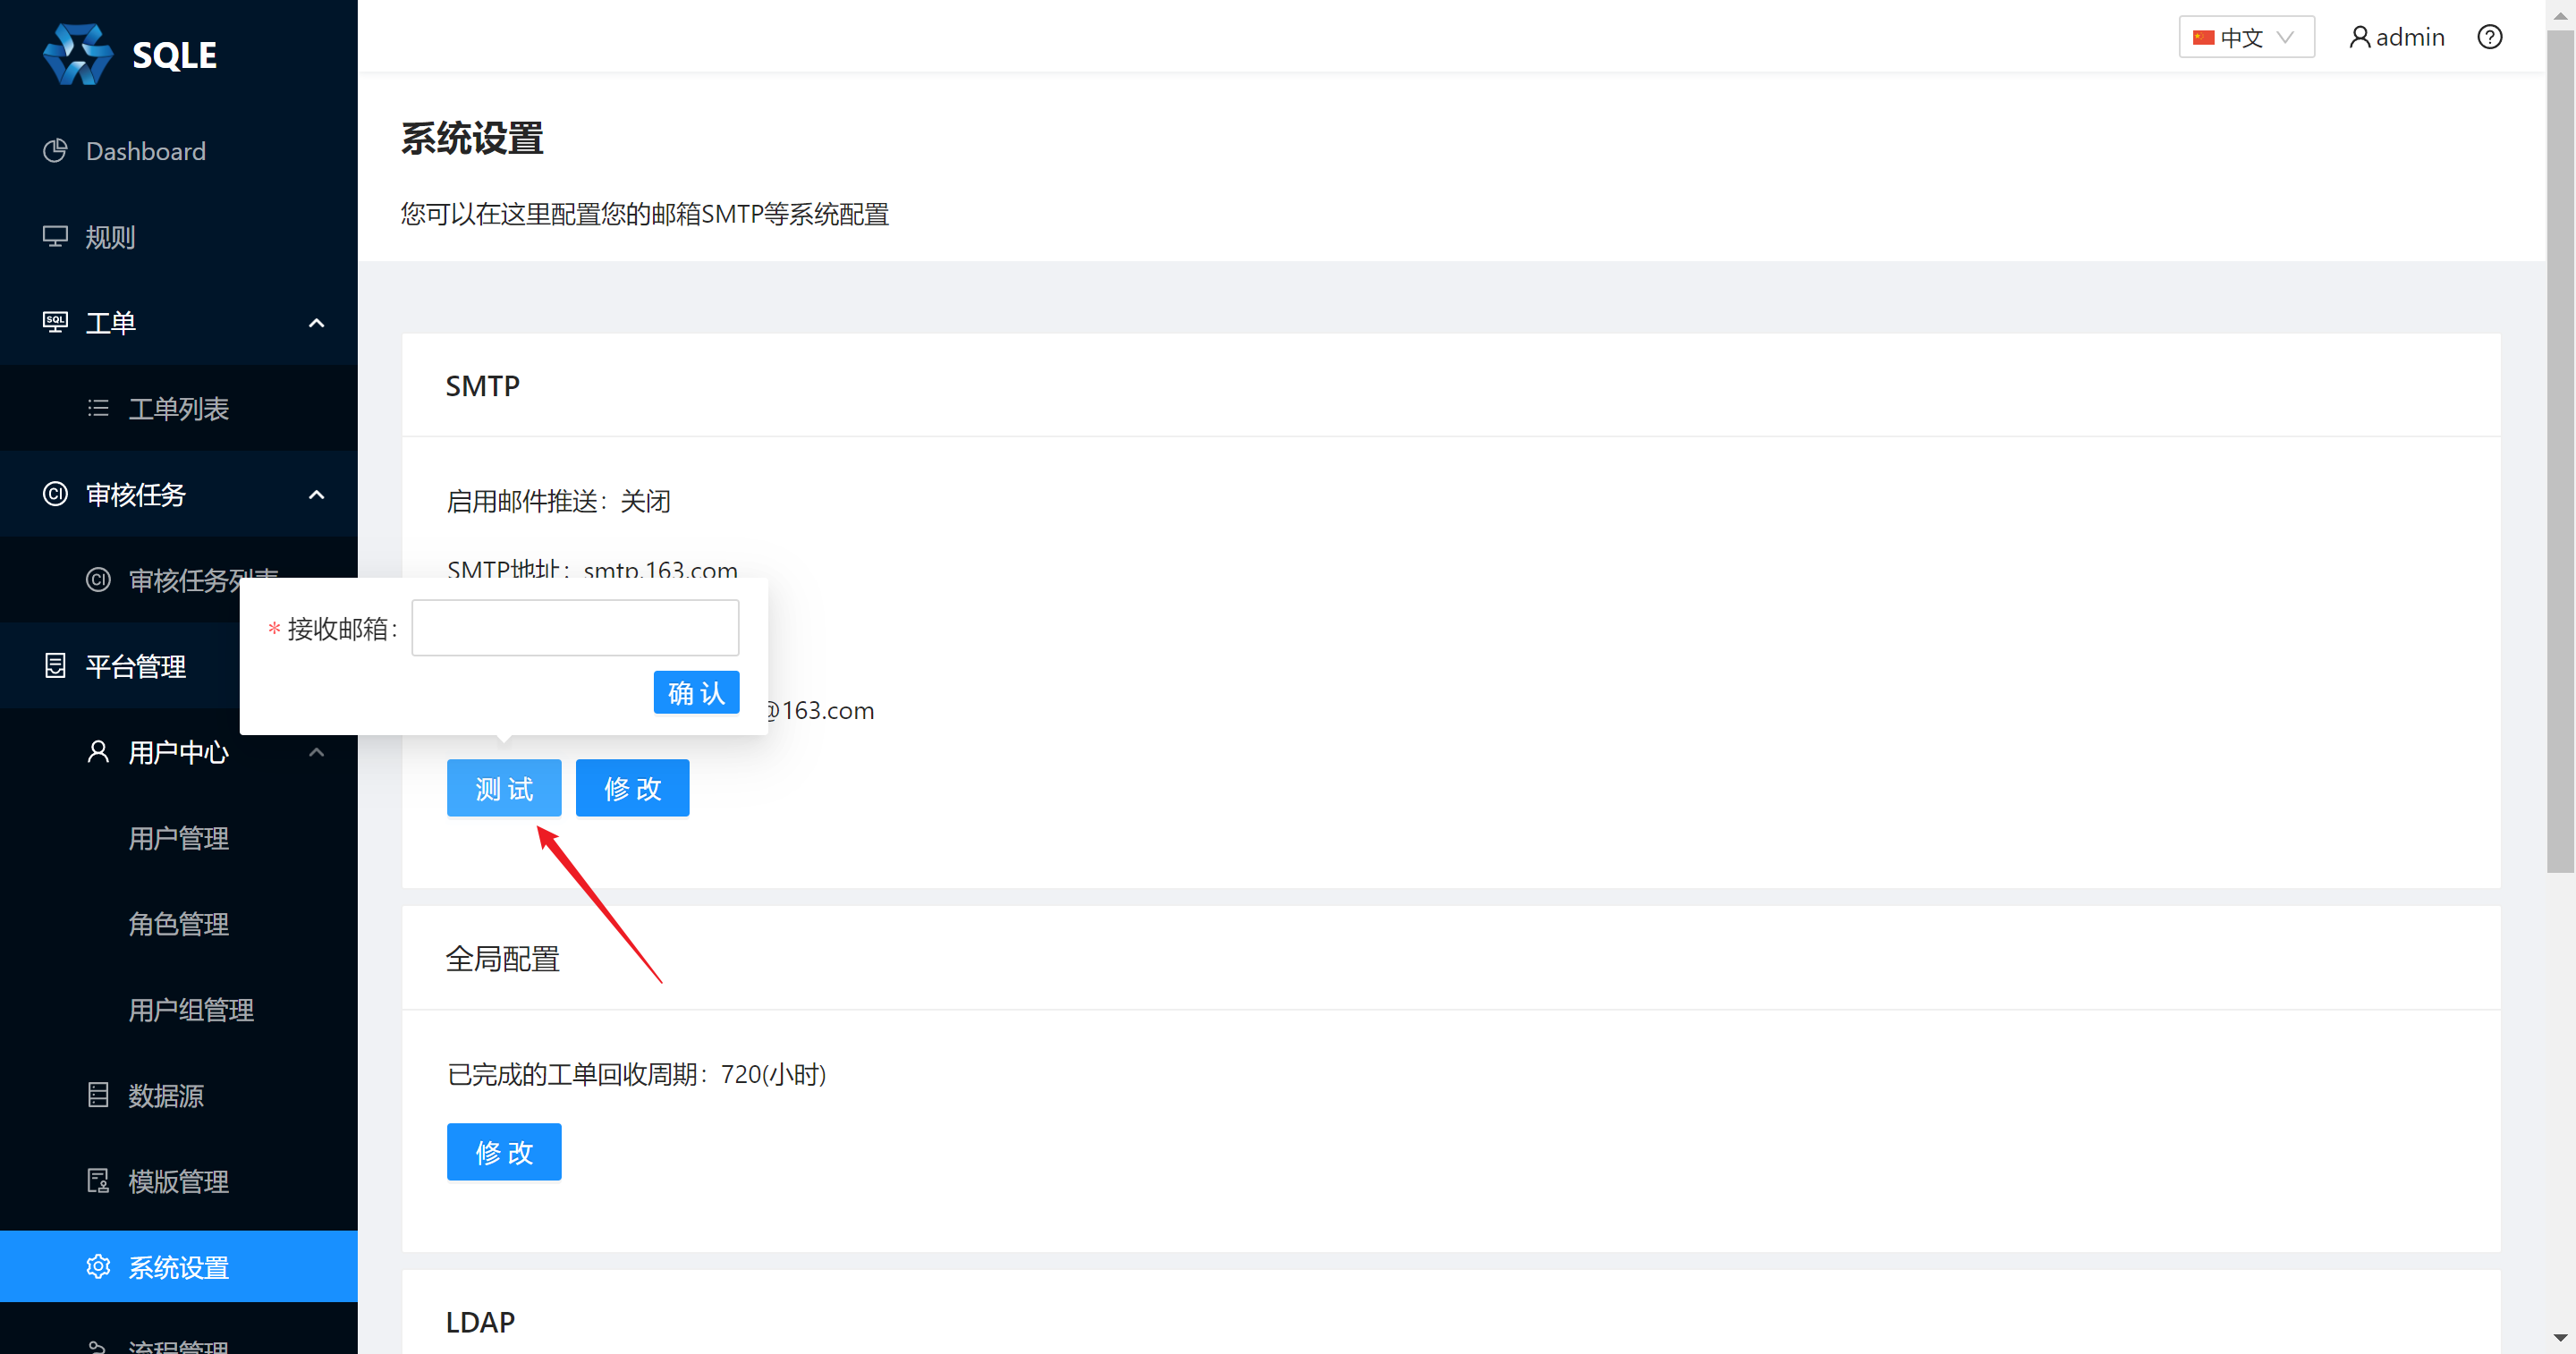 SQLE
中文
admin
Dashboard
规则
工单
工单列表
审核任务
审核任务列表
平台管理
用户中心
用户管理
角色管理
用户组管理
数据源
模版管理
系统设置
流程管理
系统设置
您可以在这里配置您的邮箱SMTP等系统配置
SMTP
启用邮件推送：关闭
SMTP地址：smtp.163.com
* 接收邮箱：
确 认
@163.com
测 试
修 改
全局配置
已完成的工单回收周期：720(小时)
修 改
LDAP